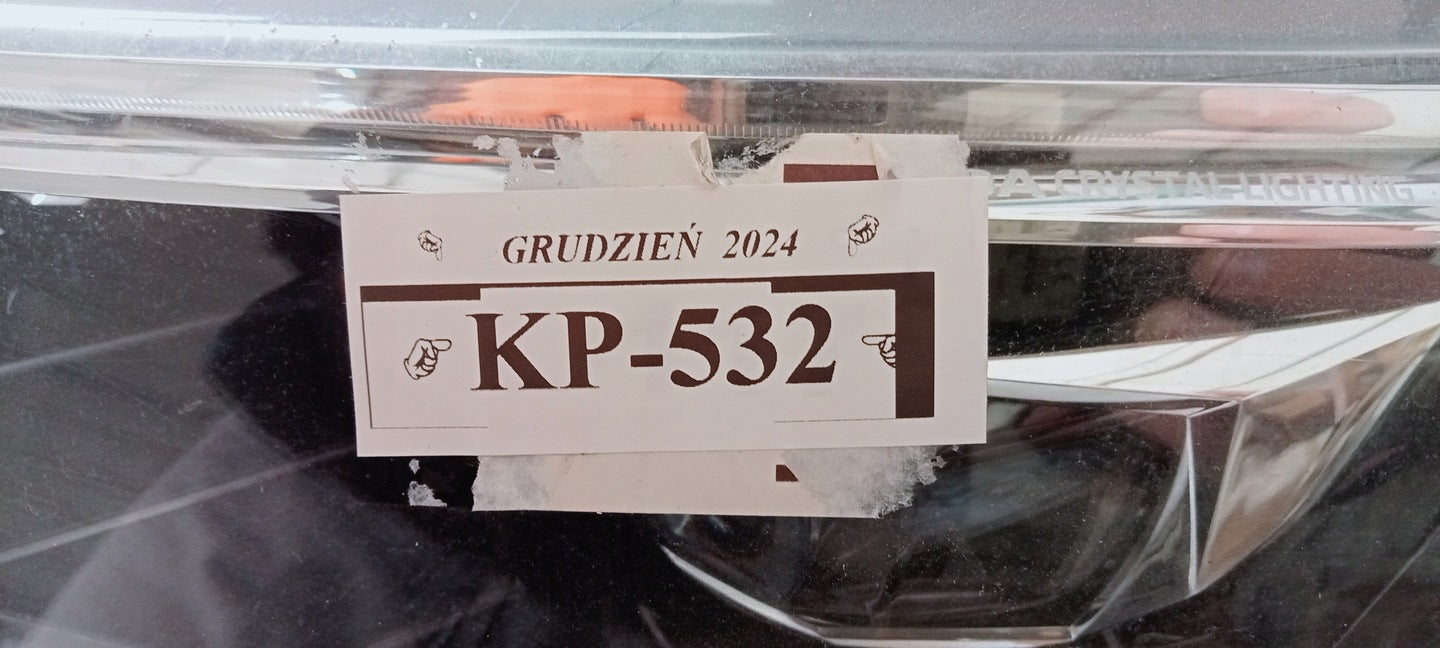 GRUDZIEŃ 2024
KP-532
CRYSTAL LIGHTING